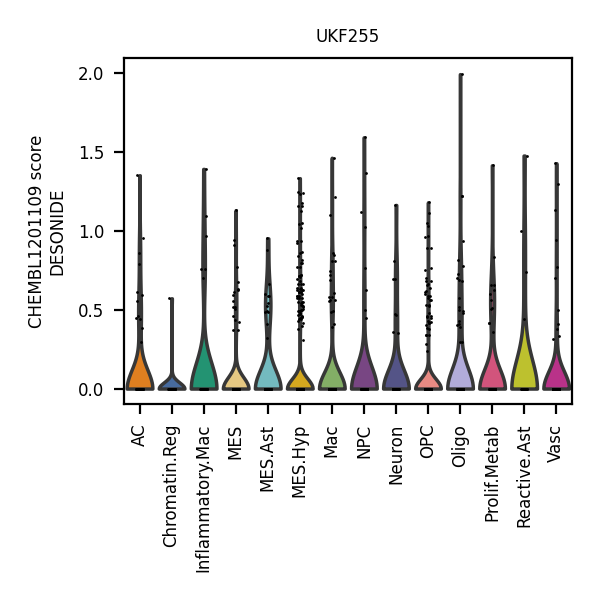 UKF255
CHEMBL1201109 score
DESONIDE
2.0
1.5
1.0
0.5
0.0
AC
Chromatin.Reg
Inflammatory.Mac
MES
MES.Ast
MES.Hyp
Mac
NPC
Neuron
OPC
Oligo
Prolif.Metab
Reactive.Ast
Vasc